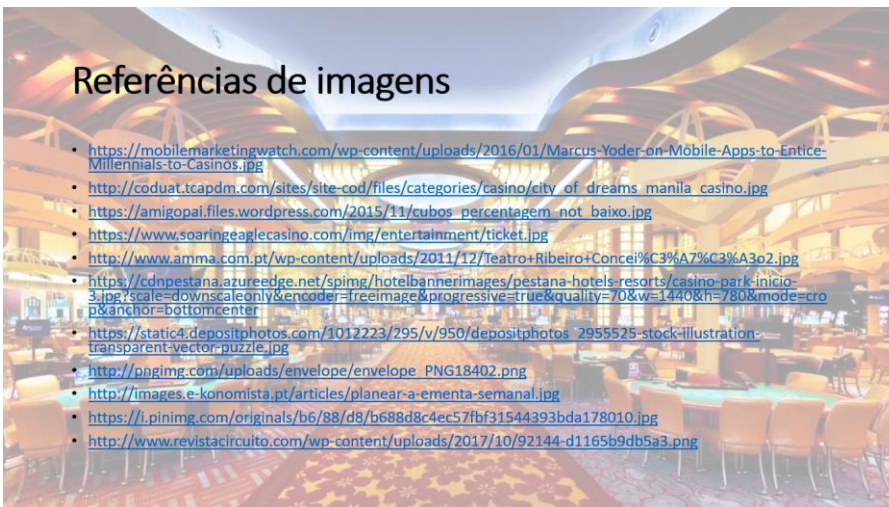 Referências de imagens
• https://mobilemarketingwatch.com/wp-content/uploads/2016/01/Marcus-Yoder-on-Mobile-Apps-to-Entice-
Millennials-to-Casinos.jpg
• http://coduat.tcapdm.com/sites/site-cod/files/categories/casino/city_of_dreams_manila_casino.jpg
• https://amigopai.files.wordpress.com/2015/11/cubos_percentagem_not_baixo.jpg
• https://www.soaringeaglecasino.com/img/entertainment/ticket.jpg
• http://www.amma.com.pt/wp-content/uploads/2011/12/Teatro+Ribeiro+Concei%C3%A7%C3%A3o2.jpg
• https://cdnpestana.azureedge.net/spimg/hotelbannerimages/pestana-hotels-resorts/casino-park-inicio-
3.jpg?scale=downscaleonly&encoder=freeimage&progressive=true&quality=70&w=1440&h=780&mode=cro
p&anchor=bottomcenter
• https://static4.depositphotos.com/1012223/295/v/950/depositphotos_2955525-stock-illustration-
transparent-vector-puzzle.jpg
• http://pngimg.com/uploads/envelope/envelope_PNG18402.png
• http://images.e-konomista.pt/articles/planear-a-ementa-semanal.jpg
• https://i.pinimg.com/originals/b6/88/d8/b688d8c4ec57fbf31544393bda178010.jpg
• http://www.revistacircuito.com/wp-content/uploads/2017/10/92144-d1165b9db5a3.png